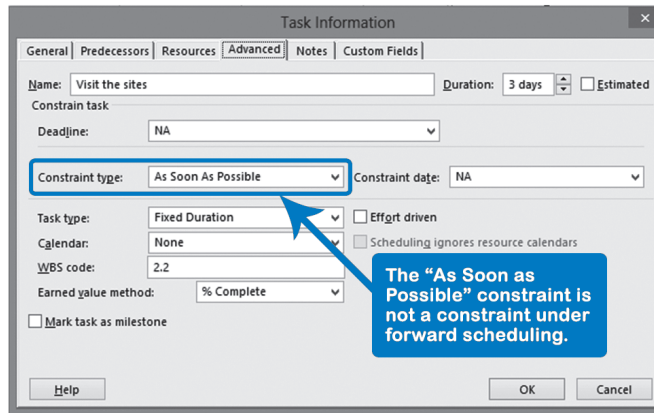 Task Information
×
General Predecessors Resources Advanced Notes Custom Fields
Name: Visit the sites Duration: 3 days Estimated
Constrain task
Deadline: NA
Constraint type: As Soon As Possible Constraint date: NA
Task type: Fixed Duration Effort driven
Calendar: None Scheduling ignores resource calendars
WBS code: 2.2
Earned value method: % Complete
Mark task as milestone
The “As Soon as
Possible” constraint is
not a constraint under
forward scheduling.
Help OK Cancel